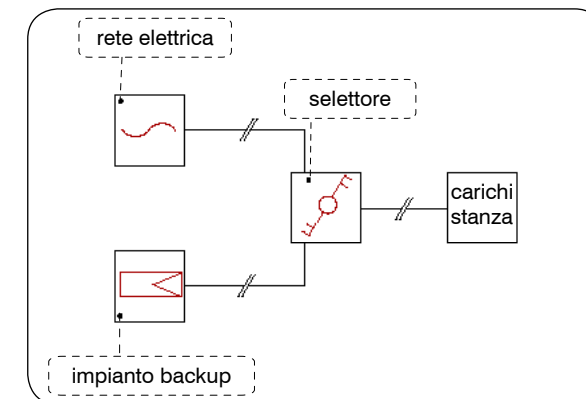 rete elettrica
selettore
carichi
stanza
impianto backup